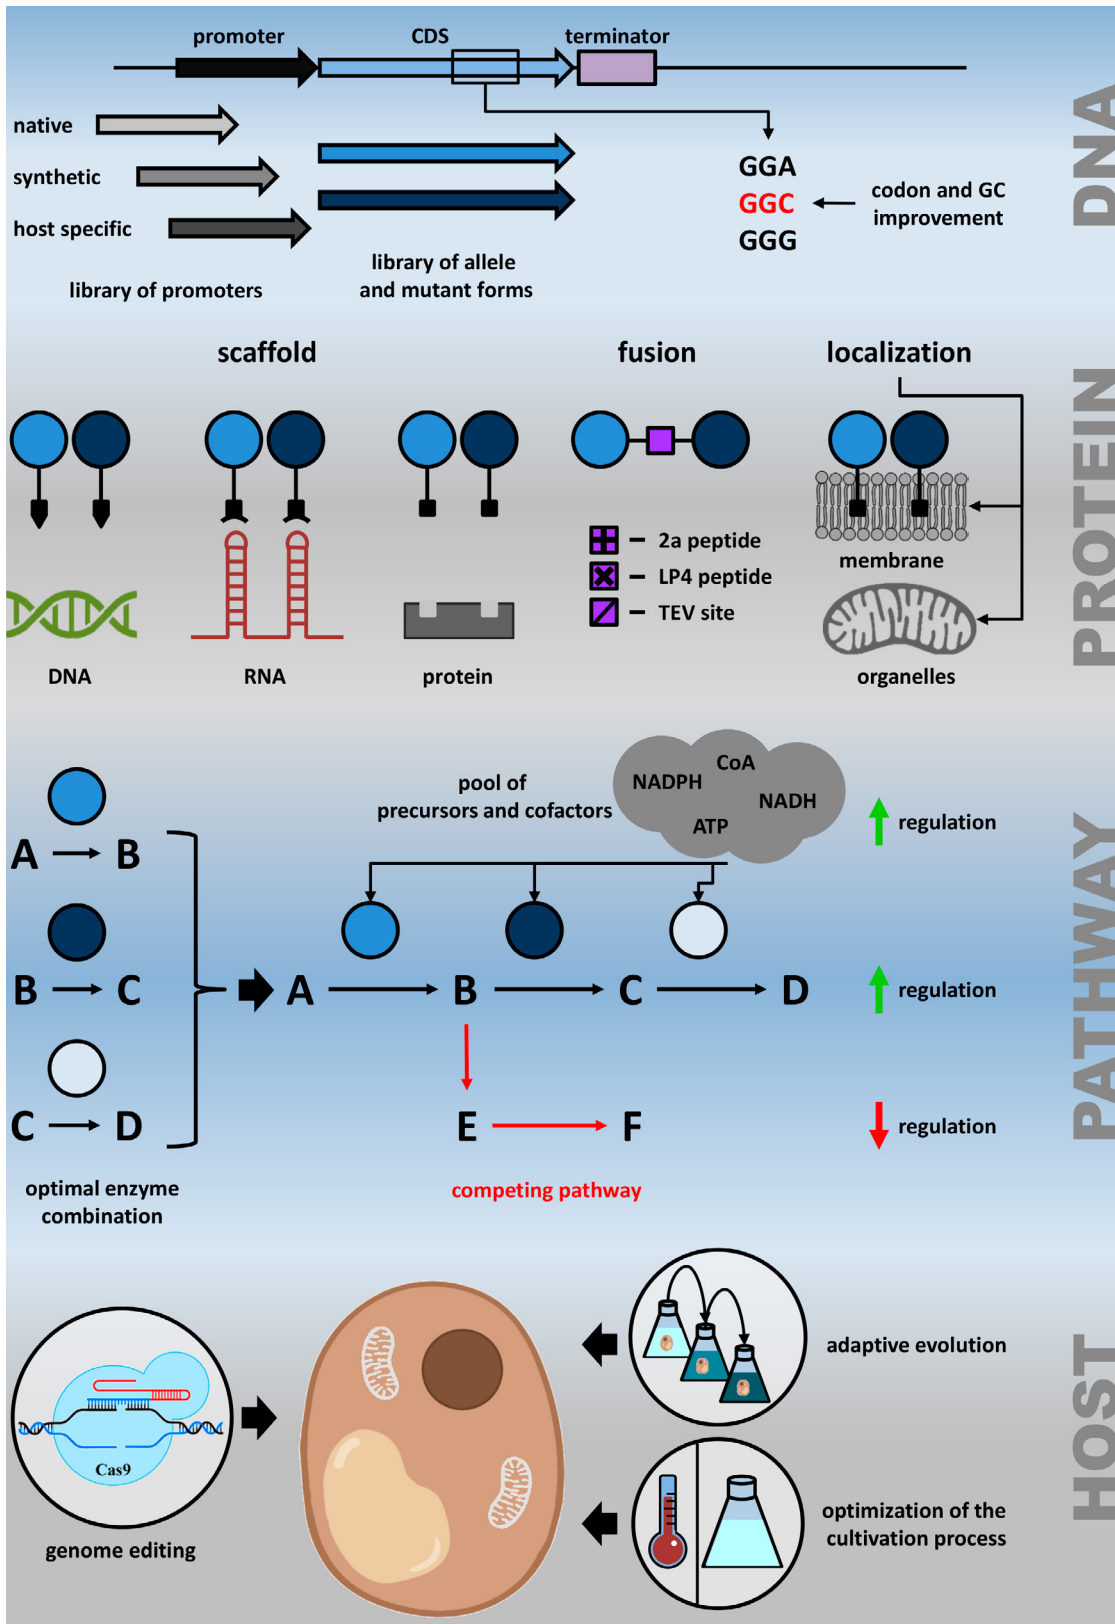 promoter
CDS
terminator
native
synthetic
host specific
library of promoters
library of allele
and mutant forms
GGA
GGC
GGG
codon and GC
improvement
DNA
scaffold
fusion
localization
2a peptide
LP4 peptide
TEV site
membrane
organelles
DNA
RNA
protein
PROTEIN
pool of
precursors and cofactors
NADPH
CoA
NADH
ATP
regulation
A
B
B
C
A
B
C
D
regulation
C
D
E
F
regulation
optimal enzyme
combination
competing pathway
PATHWAY
Cas9
genome editing
adaptive evolution
optimization of the
cultivation process
HOST